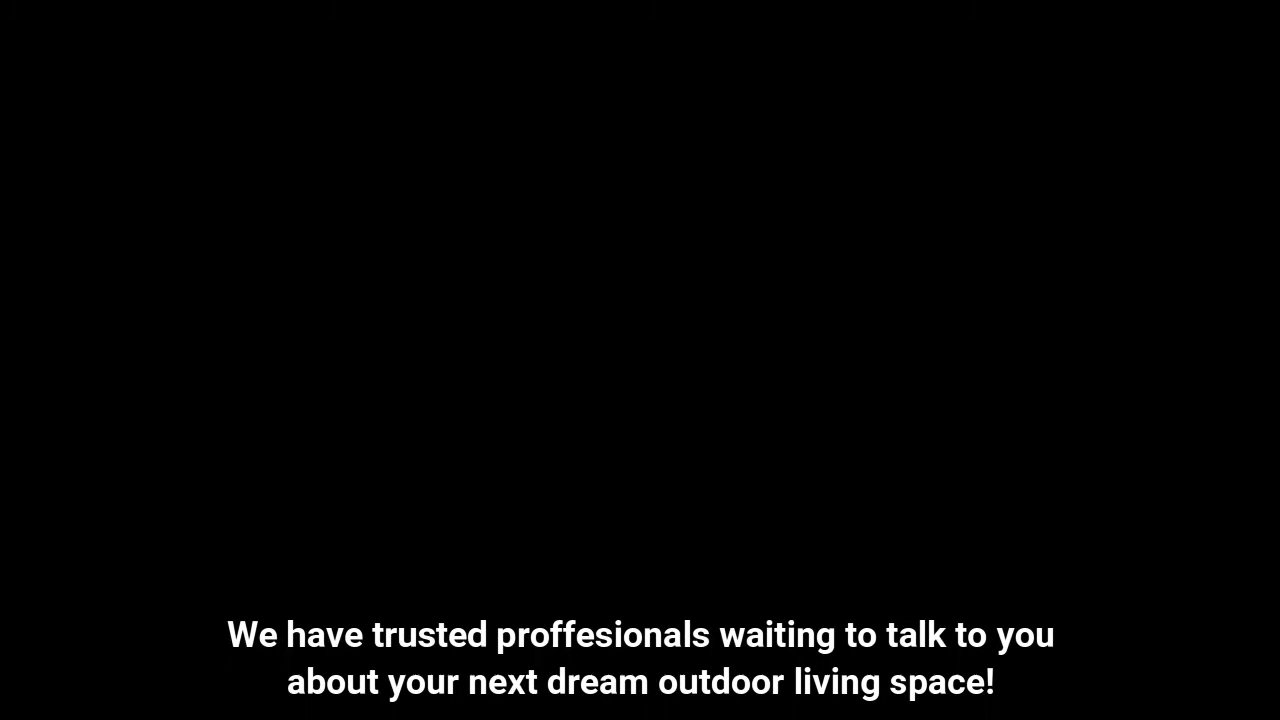 We have trusted proffesionals waiting to talk to you
about your next dream outdoor living space!